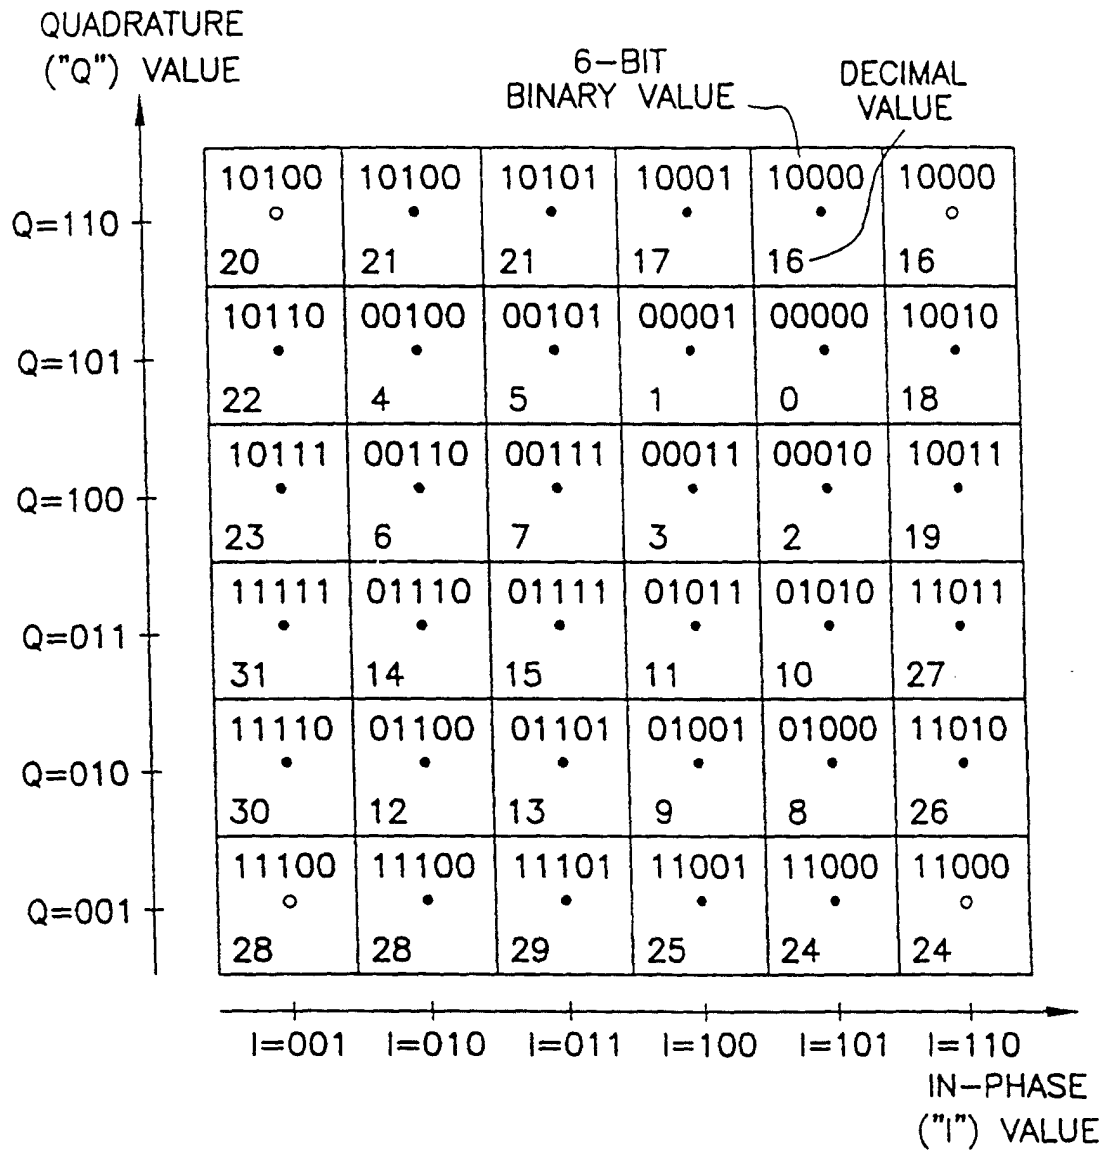 QUADRATURE
("Q") VALUE
6-BIT
BINARY VALUE
DECIMAL
VALUE
Q=110
10100 10100 10101 10001 10000 10000
20 21 21 17 16 16
Q=101
10110 00100 00101 00001 00000 10010
22 4 5 1 0 18
Q=100
10111 00110 00111 00011 00010 10011
23 6 7 3 2 19
Q=011
11111 01110 01111 01011 01010 11011
31 14 15 11 10 27
Q=010
11110 01100 01101 01001 01000 11010
30 12 13 9 8 26
Q=001
11100 11100 11101 11001 11000 11000
28 28 29 25 24 24
I=001 I=010 I=011 I=100 I=101 I=110
IN-PHASE
("I") VALUE